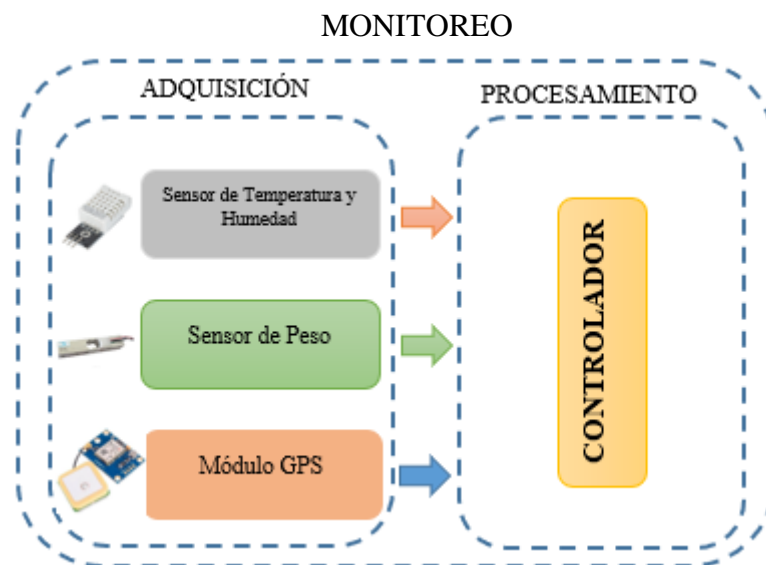 MONITOREO
ADQUISICIÓN
PROCESAMIENTO
Sensor de Temperatura y
Humedad
Sensor de Peso
Módulo GPS
CONTROLADOR